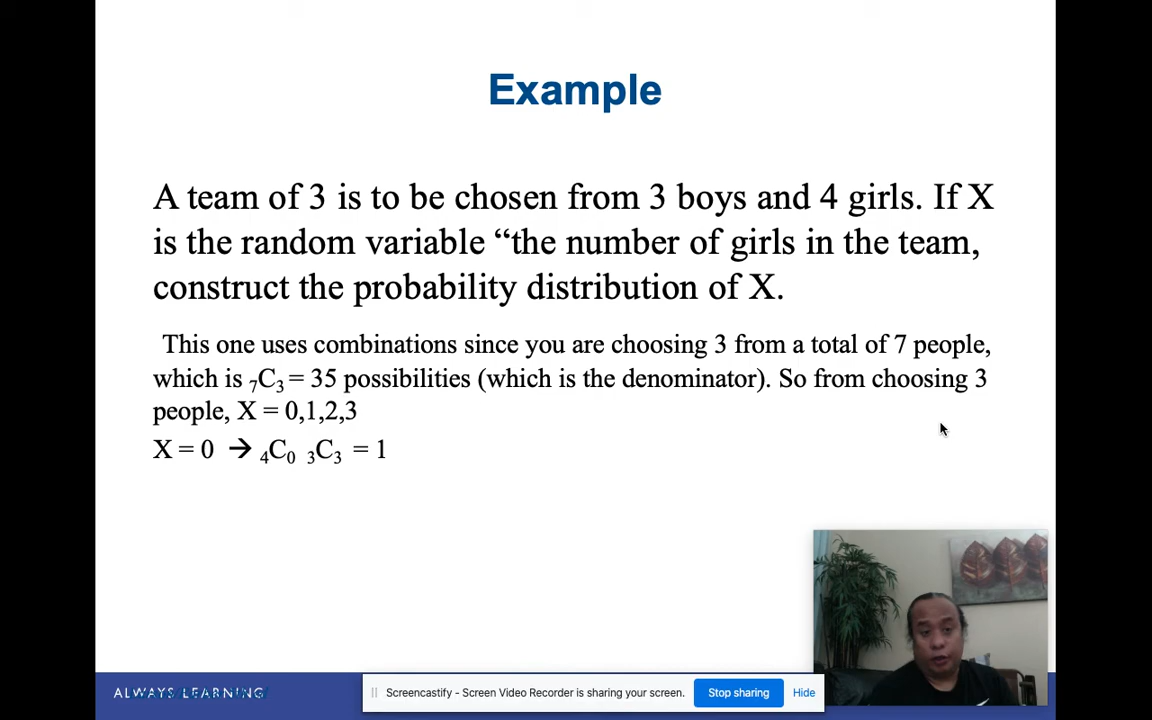 Example
A team of 3 is to be chosen from 3 boys and 4 girls. If X
is the random variable “the number of girls in the team,
construct the probability distribution of X.
This one uses combinations since you are choosing 3 from a total of 7 people,
which is ₇C₃ = 35 possibilities (which is the denominator). So from choosing 3
people, X = 0,1,2,3
X = 0 → ₄C₀ ₃C₃ = 1
ALWAYS LEARNING
Screencastify - Screen Video Recorder is sharing your screen.
Stop sharing
Hide